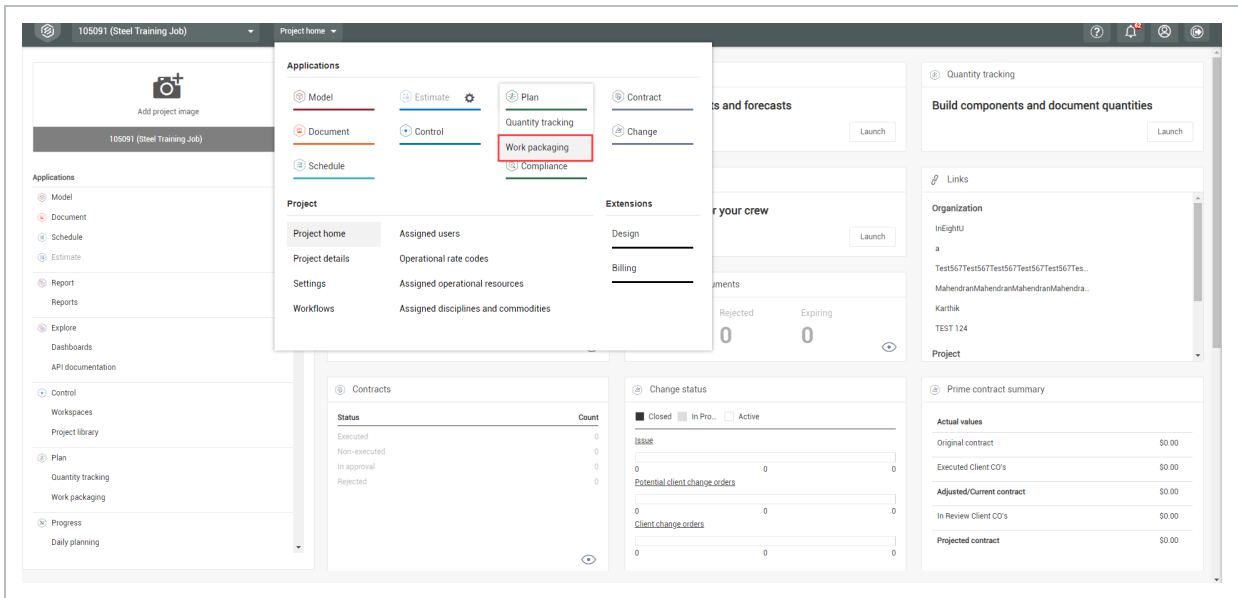 105091 (Steel Training Job)
Project home
62
Add project image
105091 (Steel Training Job)
Applications
Model
Document
Schedule
Estimate
Report
Reports
Explore
Dashboards
API documentation
Control
Workspaces
Project library
Plan
Quantity tracking
Work packaging
Progress
Daily planning
Applications
Model
Estimate
Plan
Contract
Quantity tracking
Document
Control
Work packaging
Change
Schedule
Compliance
Project
Extensions
Project home
Assigned users
Design
Project details
Operational rate codes
Settings
Assigned operational resources
Billing
Workflows
Assigned disciplines and commodities
ts and forecasts
Launch
r your crew
Launch
uments
Rejected
Expiring
0
0
Quantity tracking
Build components and document quantities
Launch
Links
Organization
InEightU
a
Test567Test567Test567Test567Test567Tes...
MahendranMahendranMahendranMahendra...
Karthik
TEST 124
Project
Contracts
Status Count
Executed 0
Non-executed 0
In approval 0
Rejected 0
Change status
Closed In Pro... Active
Issue
0 0 0
Potential client change orders
0 0 0
Client change orders
0 0 0
Prime contract summary
Actual values
Original contract $0.00
Executed Client CO's $0.00
Adjusted/Current contract $0.00
In Review Client CO's $0.00
Projected contract $0.00